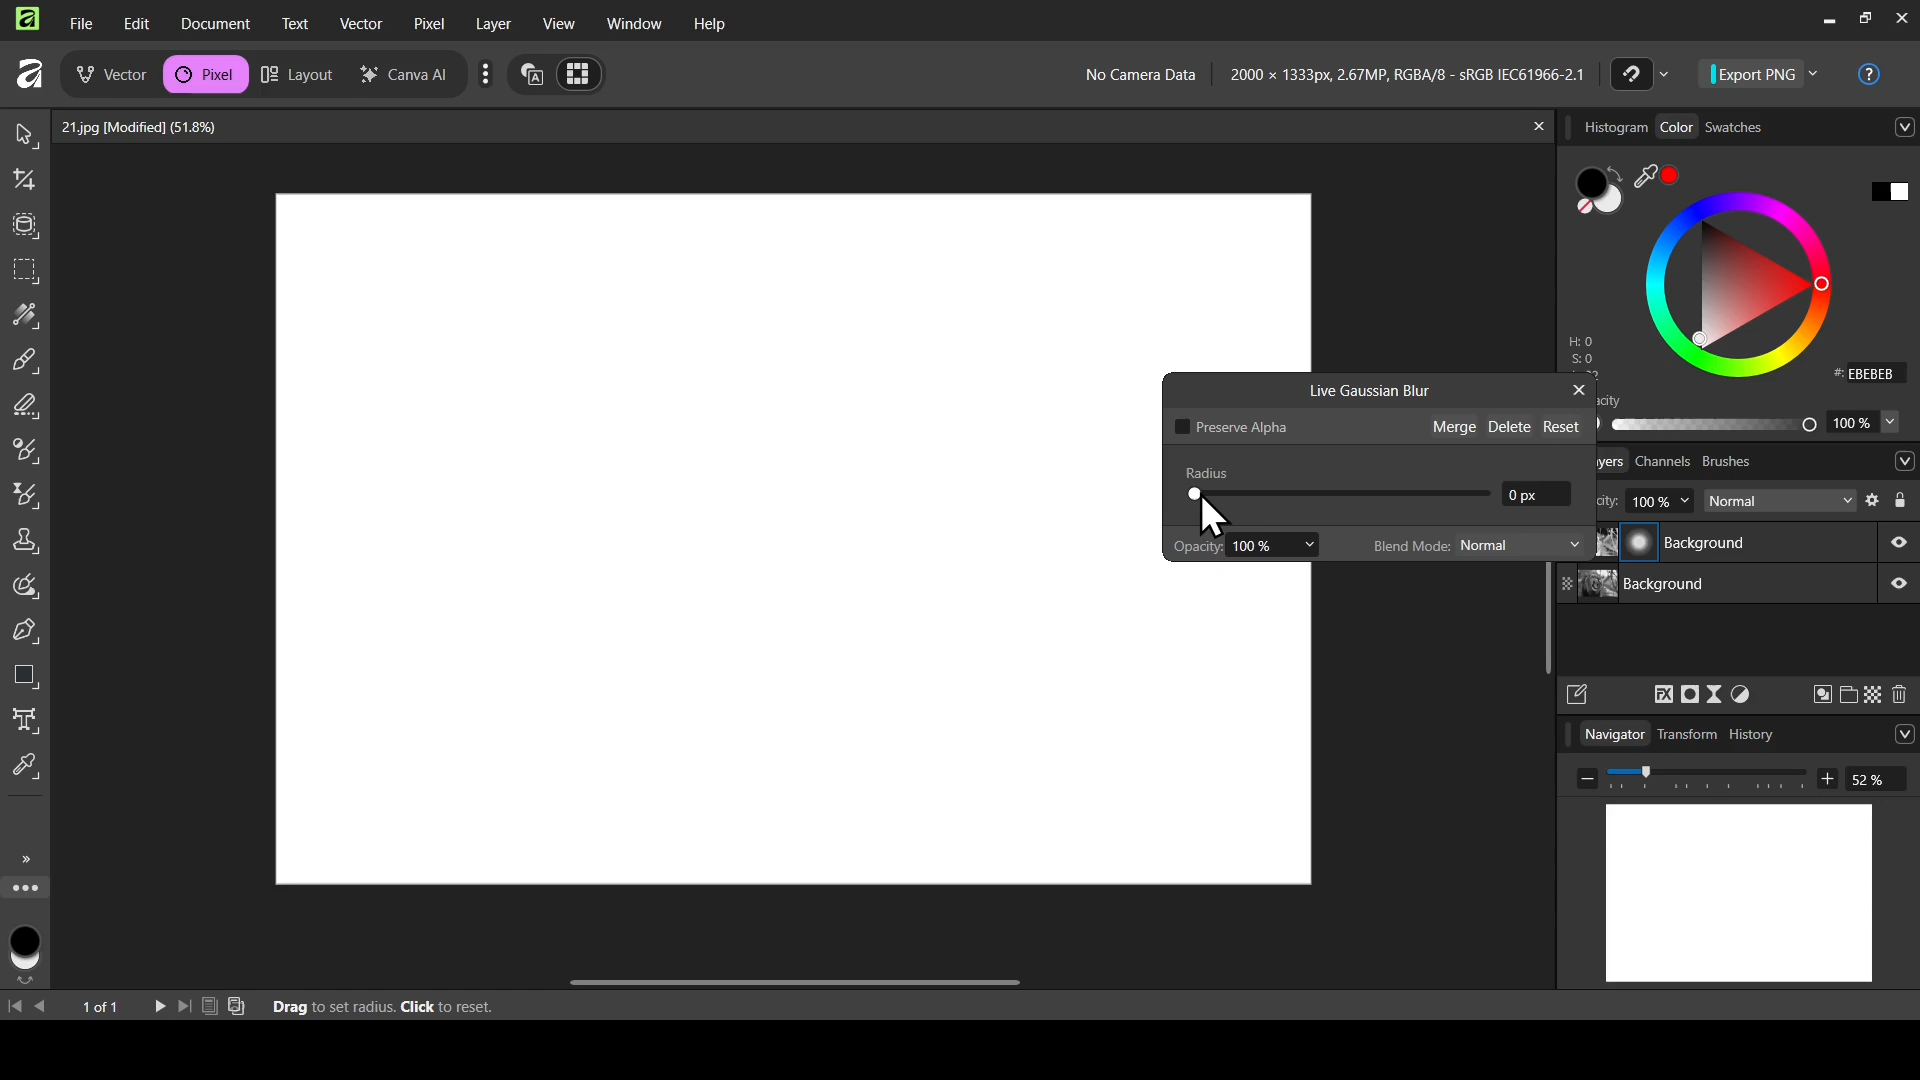 File Edit Document Text Vector Pixel Layer View Window Help
Vector Pixel Layout Canva AI No Camera Data 2000 × 1333px, 2.67MP, RGBA/8 - sRGB IEC61966-2.1 Export PNG ?
21.jpg [Modified] (51.8%)
Histogram Color Swatches
H: 0
S: 0
#: EBEBEB
Live Gaussian Blur
Preserve Alpha Merge Delete Reset
100 %
Channels Brushes
Radius
0 px
100 % Normal
Opacity: 100 % Blend Mode: Normal
Background
Background
FX
Navigator Transform History
52 %
1 of 1 Drag to set radius. Click to reset.